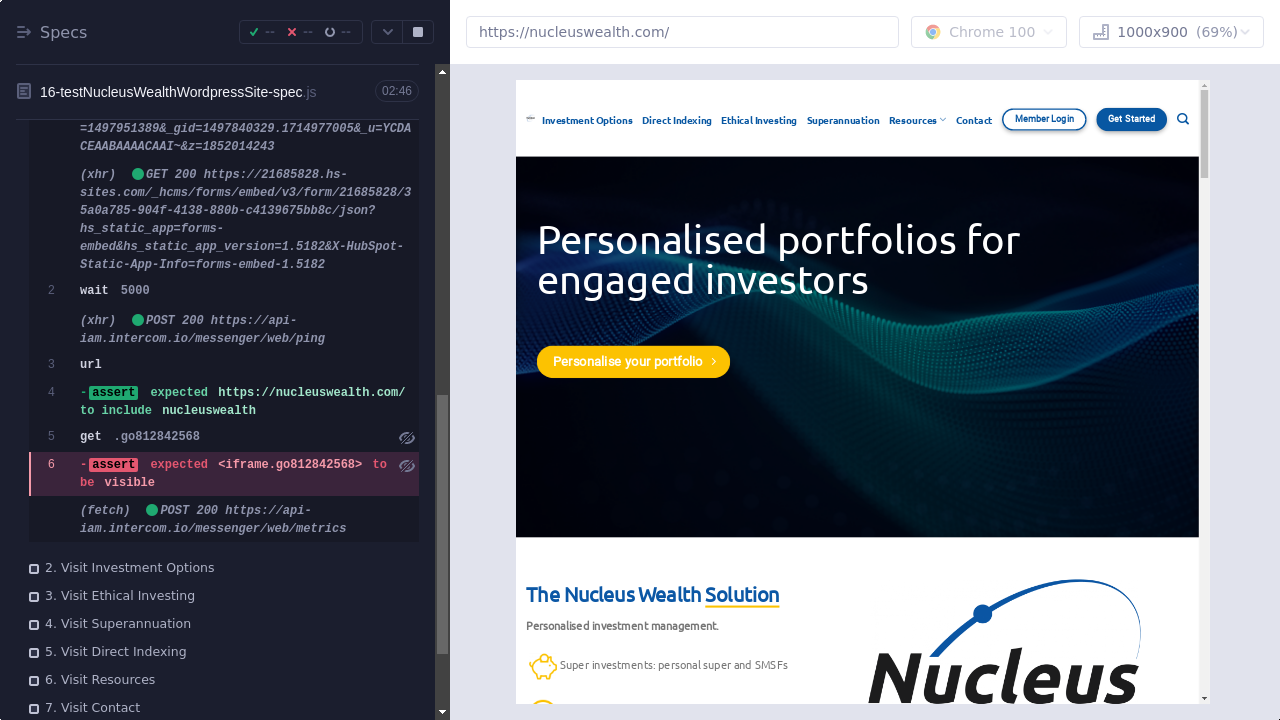 Specs
--
--
--
https://nucleuswealth.com/
Chrome 100
1000x900 (69%)
16-testNucleusWealthWordpressSite-spec.js
02:46
=1497951389&_gid=1497840329.1714977005&_u=YCDA
CEAABAAAACAAI~&z=1852014243
(xhr) GET 200 https://21685828.hs-
sites.com/_hcms/forms/embed/v3/form/21685828/3
5a0a785-904f-4138-880b-c4139675bb8c/json?
hs_static_app=forms-
embed&hs_static_app_version=1.5182&X-HubSpot-
Static-App-Info=forms-embed-1.5182
2 wait 5000
(xhr) POST 200 https://api-
iam.intercom.io/messenger/web/ping
3 url
4 -assert expected https://nucleuswealth.com/
to include nucleuswealth
5 get .go812842568
6 -assert expected <iframe.go812842568> to
be visible
(fetch) POST 200 https://api-
iam.intercom.io/messenger/web/metrics
2. Visit Investment Options
3. Visit Ethical Investing
4. Visit Superannuation
5. Visit Direct Indexing
6. Visit Resources
7. Visit Contact
Investment Options Direct Indexing Ethical Investing Superannuation Resources Contact Member Login Get Started
Personalised portfolios for
engaged investors
Personalise your portfolio
The Nucleus Wealth Solution
Personalised investment management.
Super investments: personal super and SMSFs
Nucleus